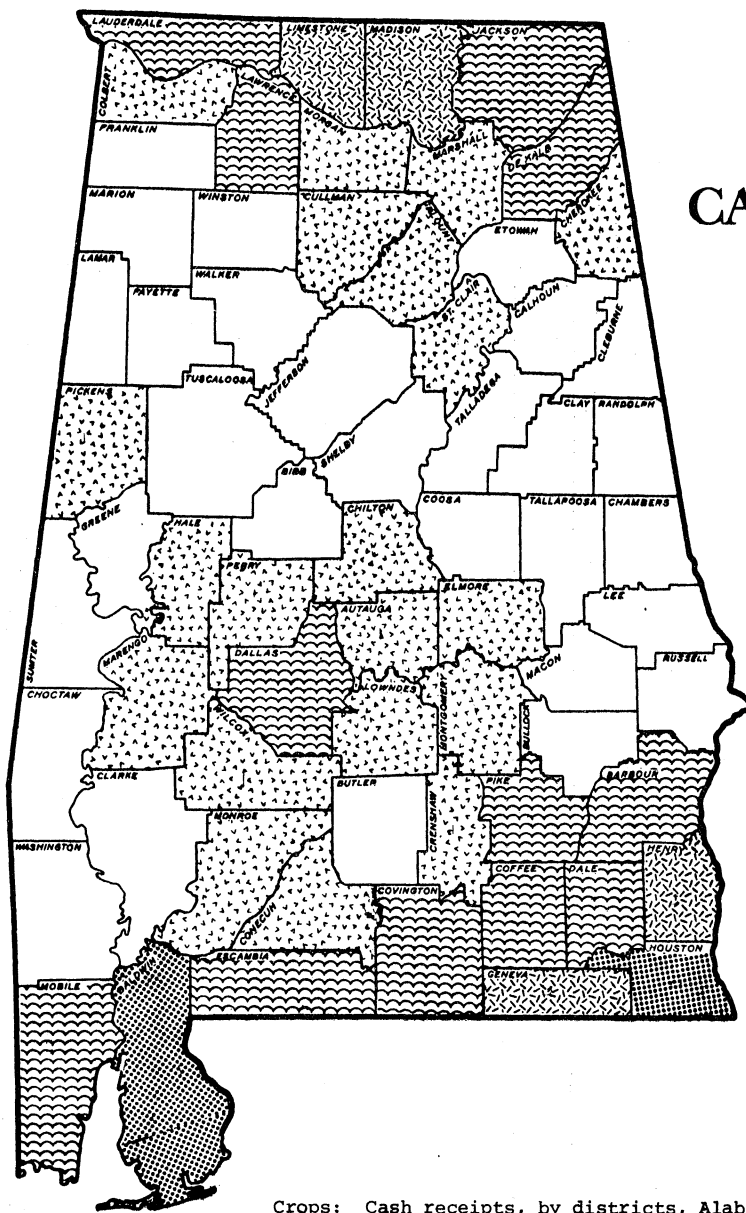 LAUDERDALE
LIMESTONE
MADISON
JACKSON
COLBERT
LAWRENCE
MORGAN
FRANKLIN
MARSHALL
DE KALB
MARION
WINSTON
CULLMAN
BLOUNT
ETOWAH
CHEROKEE
CA
LAMAR
FAYETTE
WALKER
ST. CLAIR
CALHOUN
CLEBURNE
PICKENS
TUSCALOOSA
JEFFERSON
SHELBY
TALLADEGA
CLAY
RANDOLPH
BIBB
GREENE
HALE
PERRY
CHILTON
COOSA
TALLAPOOSA
CHAMBERS
AUTAUGA
ELMORE
LEE
SUMTER
MARENGO
DALLAS
LOWNDES
MONTGOMERY
MACON
RUSSELL
BULLOCK
CHOCTAW
WILCOX
CLARKE
BUTLER
CRENSHAW
PIKE
BARBOUR
MONROE
WASHINGTON
CONECUH
COVINGTON
COFFEE
DALE
HENRY
ESCAMBIA
GENEVA
HOUSTON
MOBILE
BALDWIN
Crops: Cash receipts, by districts, Alab